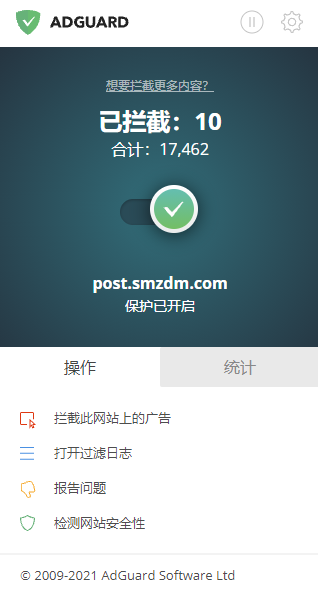 ADGUARD
想要拦截更多内容？
已拦截：10
合计：17,462
post.smzdm.com
保护已开启
操作
统计
拦截此网站上的广告
打开过滤日志
报告问题
检测网站安全性
© 2009-2021 AdGuard Software Ltd